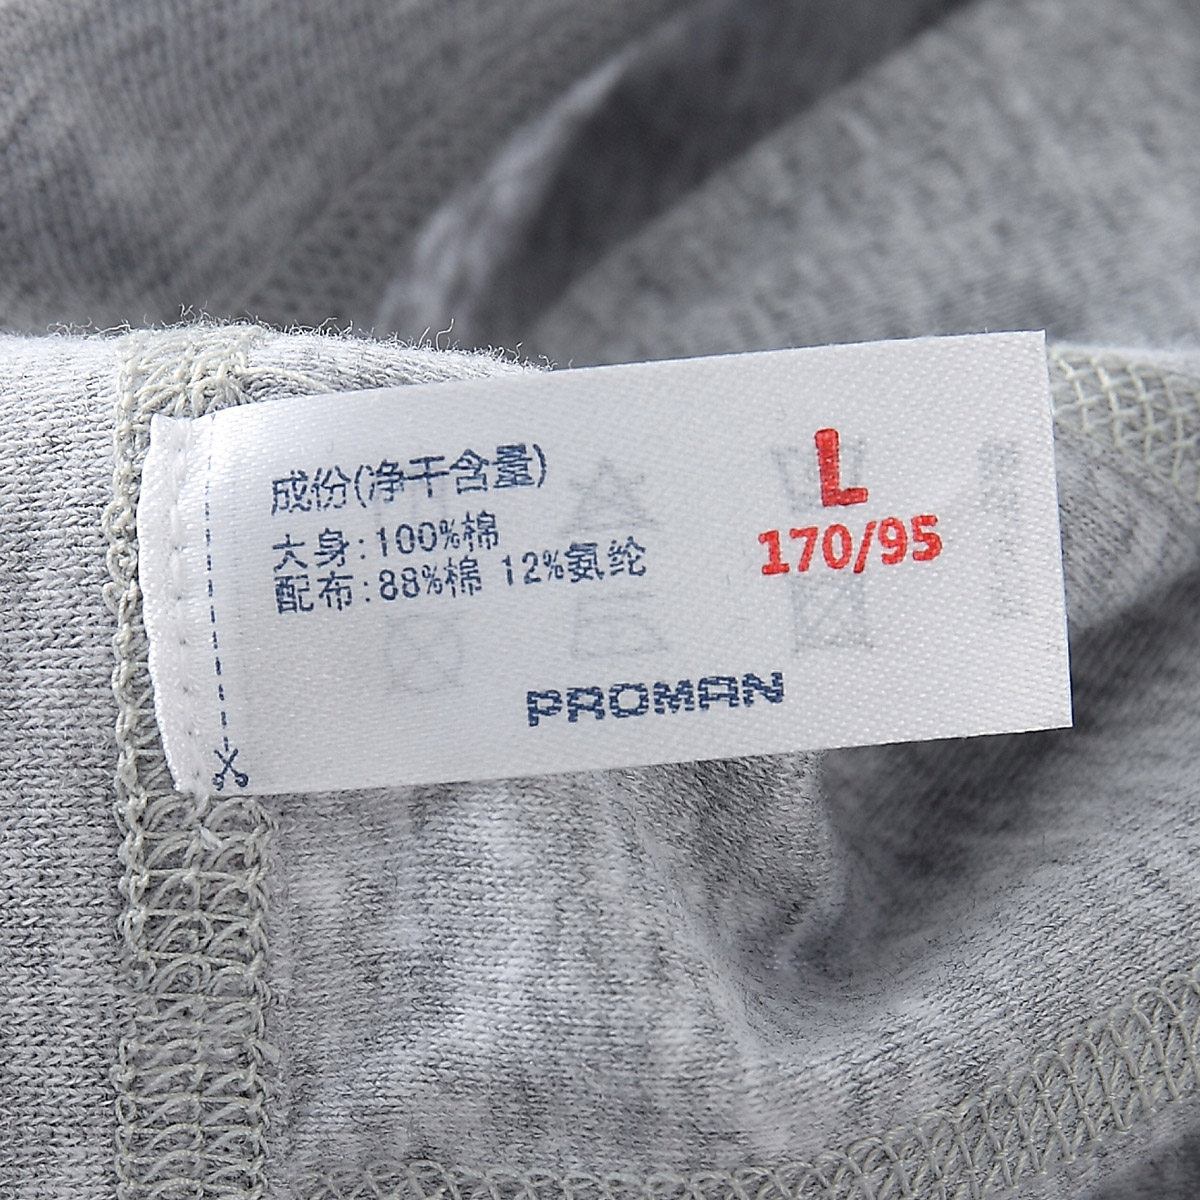 成份(净干含量)
大身:100%棉
配布:88%棉 12%氨纶
L
170/95
PROMAN